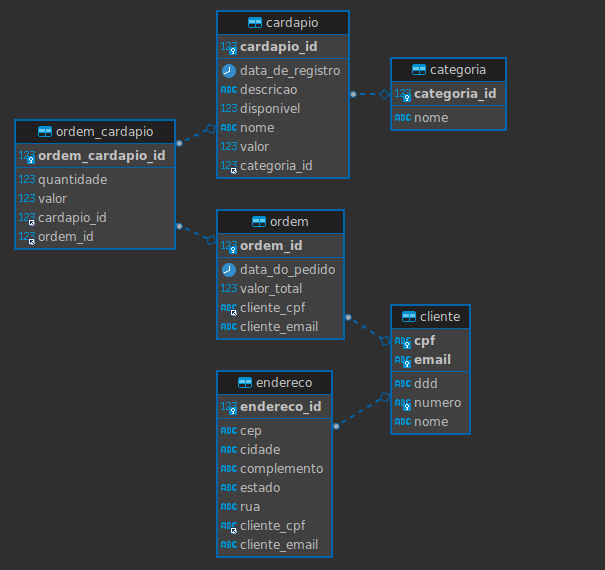 cardapio
123 cardapio_id
data_de_registro
ABC descricao
123 disponivel
ABC nome
123 valor
123 categoria_id
categoria
123 categoria_id
ABC nome
ordem_cardapio
123 ordem_cardapio_id
123 quantidade
123 valor
123 cardapio_id
123 ordem_id
ordem
123 ordem_id
data_do_pedido
123 valor_total
ABC cliente_cpf
ABC cliente_email
cliente
ABC cpf
ABC email
ABC ddd
ABC numero
ABC nome
endereco
123 endereco_id
ABC cep
ABC cidade
ABC complemento
ABC estado
ABC rua
ABC cliente_cpf
ABC cliente_email